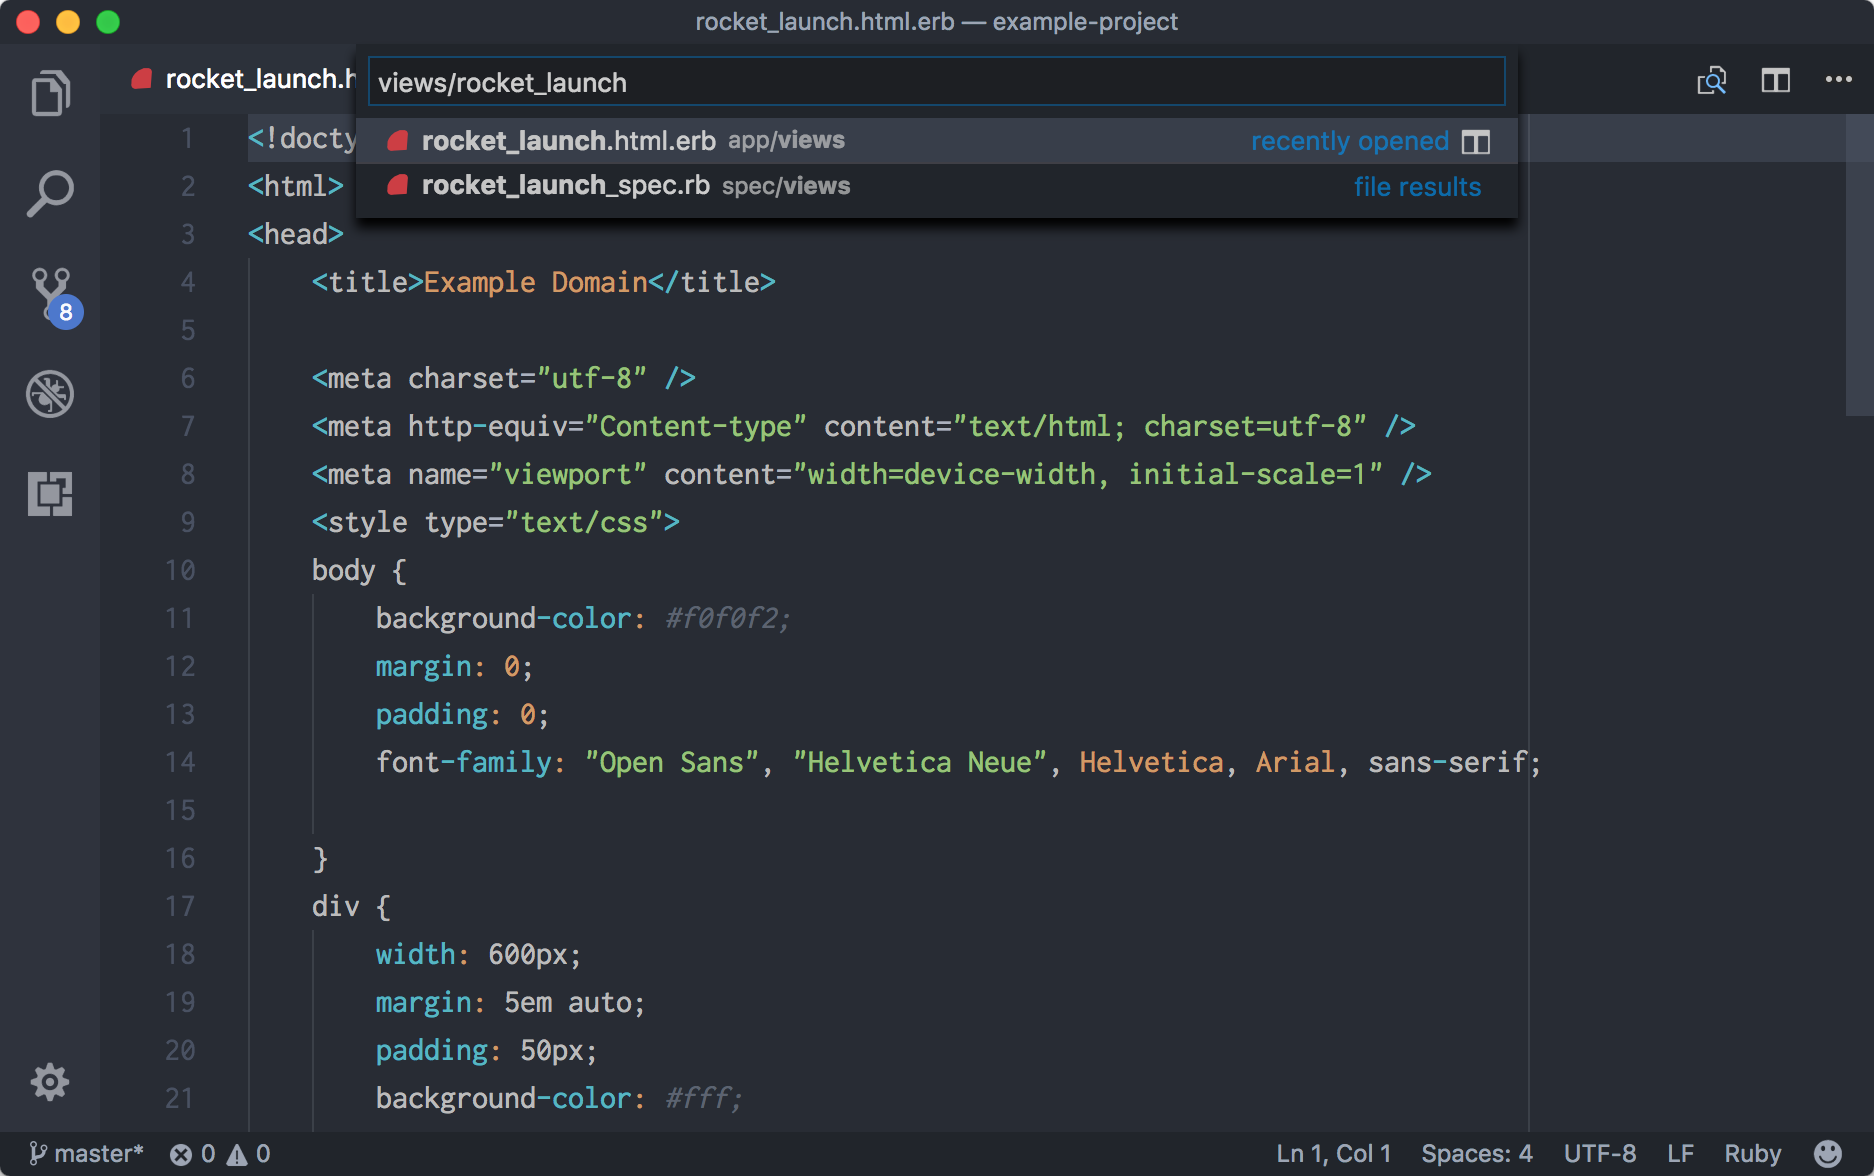 rocket_launch.html.erb — example-project
rocket_launch.h
views/rocket_launch
rocket_launch.html.erb app/views recently opened
rocket_launch_spec.rb spec/views file results
1 <!docty
2 <html>
3 <head>
4 <title>Example Domain</title>
5
6 <meta charset="utf-8" />
7 <meta http-equiv="Content-type" content="text/html; charset=utf-8" />
8 <meta name="viewport" content="width=device-width, initial-scale=1" />
9 <style type="text/css">
10 body {
11 background-color: #f0f0f2;
12 margin: 0;
13 padding: 0;
14 font-family: "Open Sans", "Helvetica Neue", Helvetica, Arial, sans-serif;
15
16 }
17 div {
18 width: 600px;
19 margin: 5em auto;
20 padding: 50px;
21 background-color: #fff;
8
master* 0 0 Ln 1, Col 1 Spaces: 4 UTF-8 LF Ruby